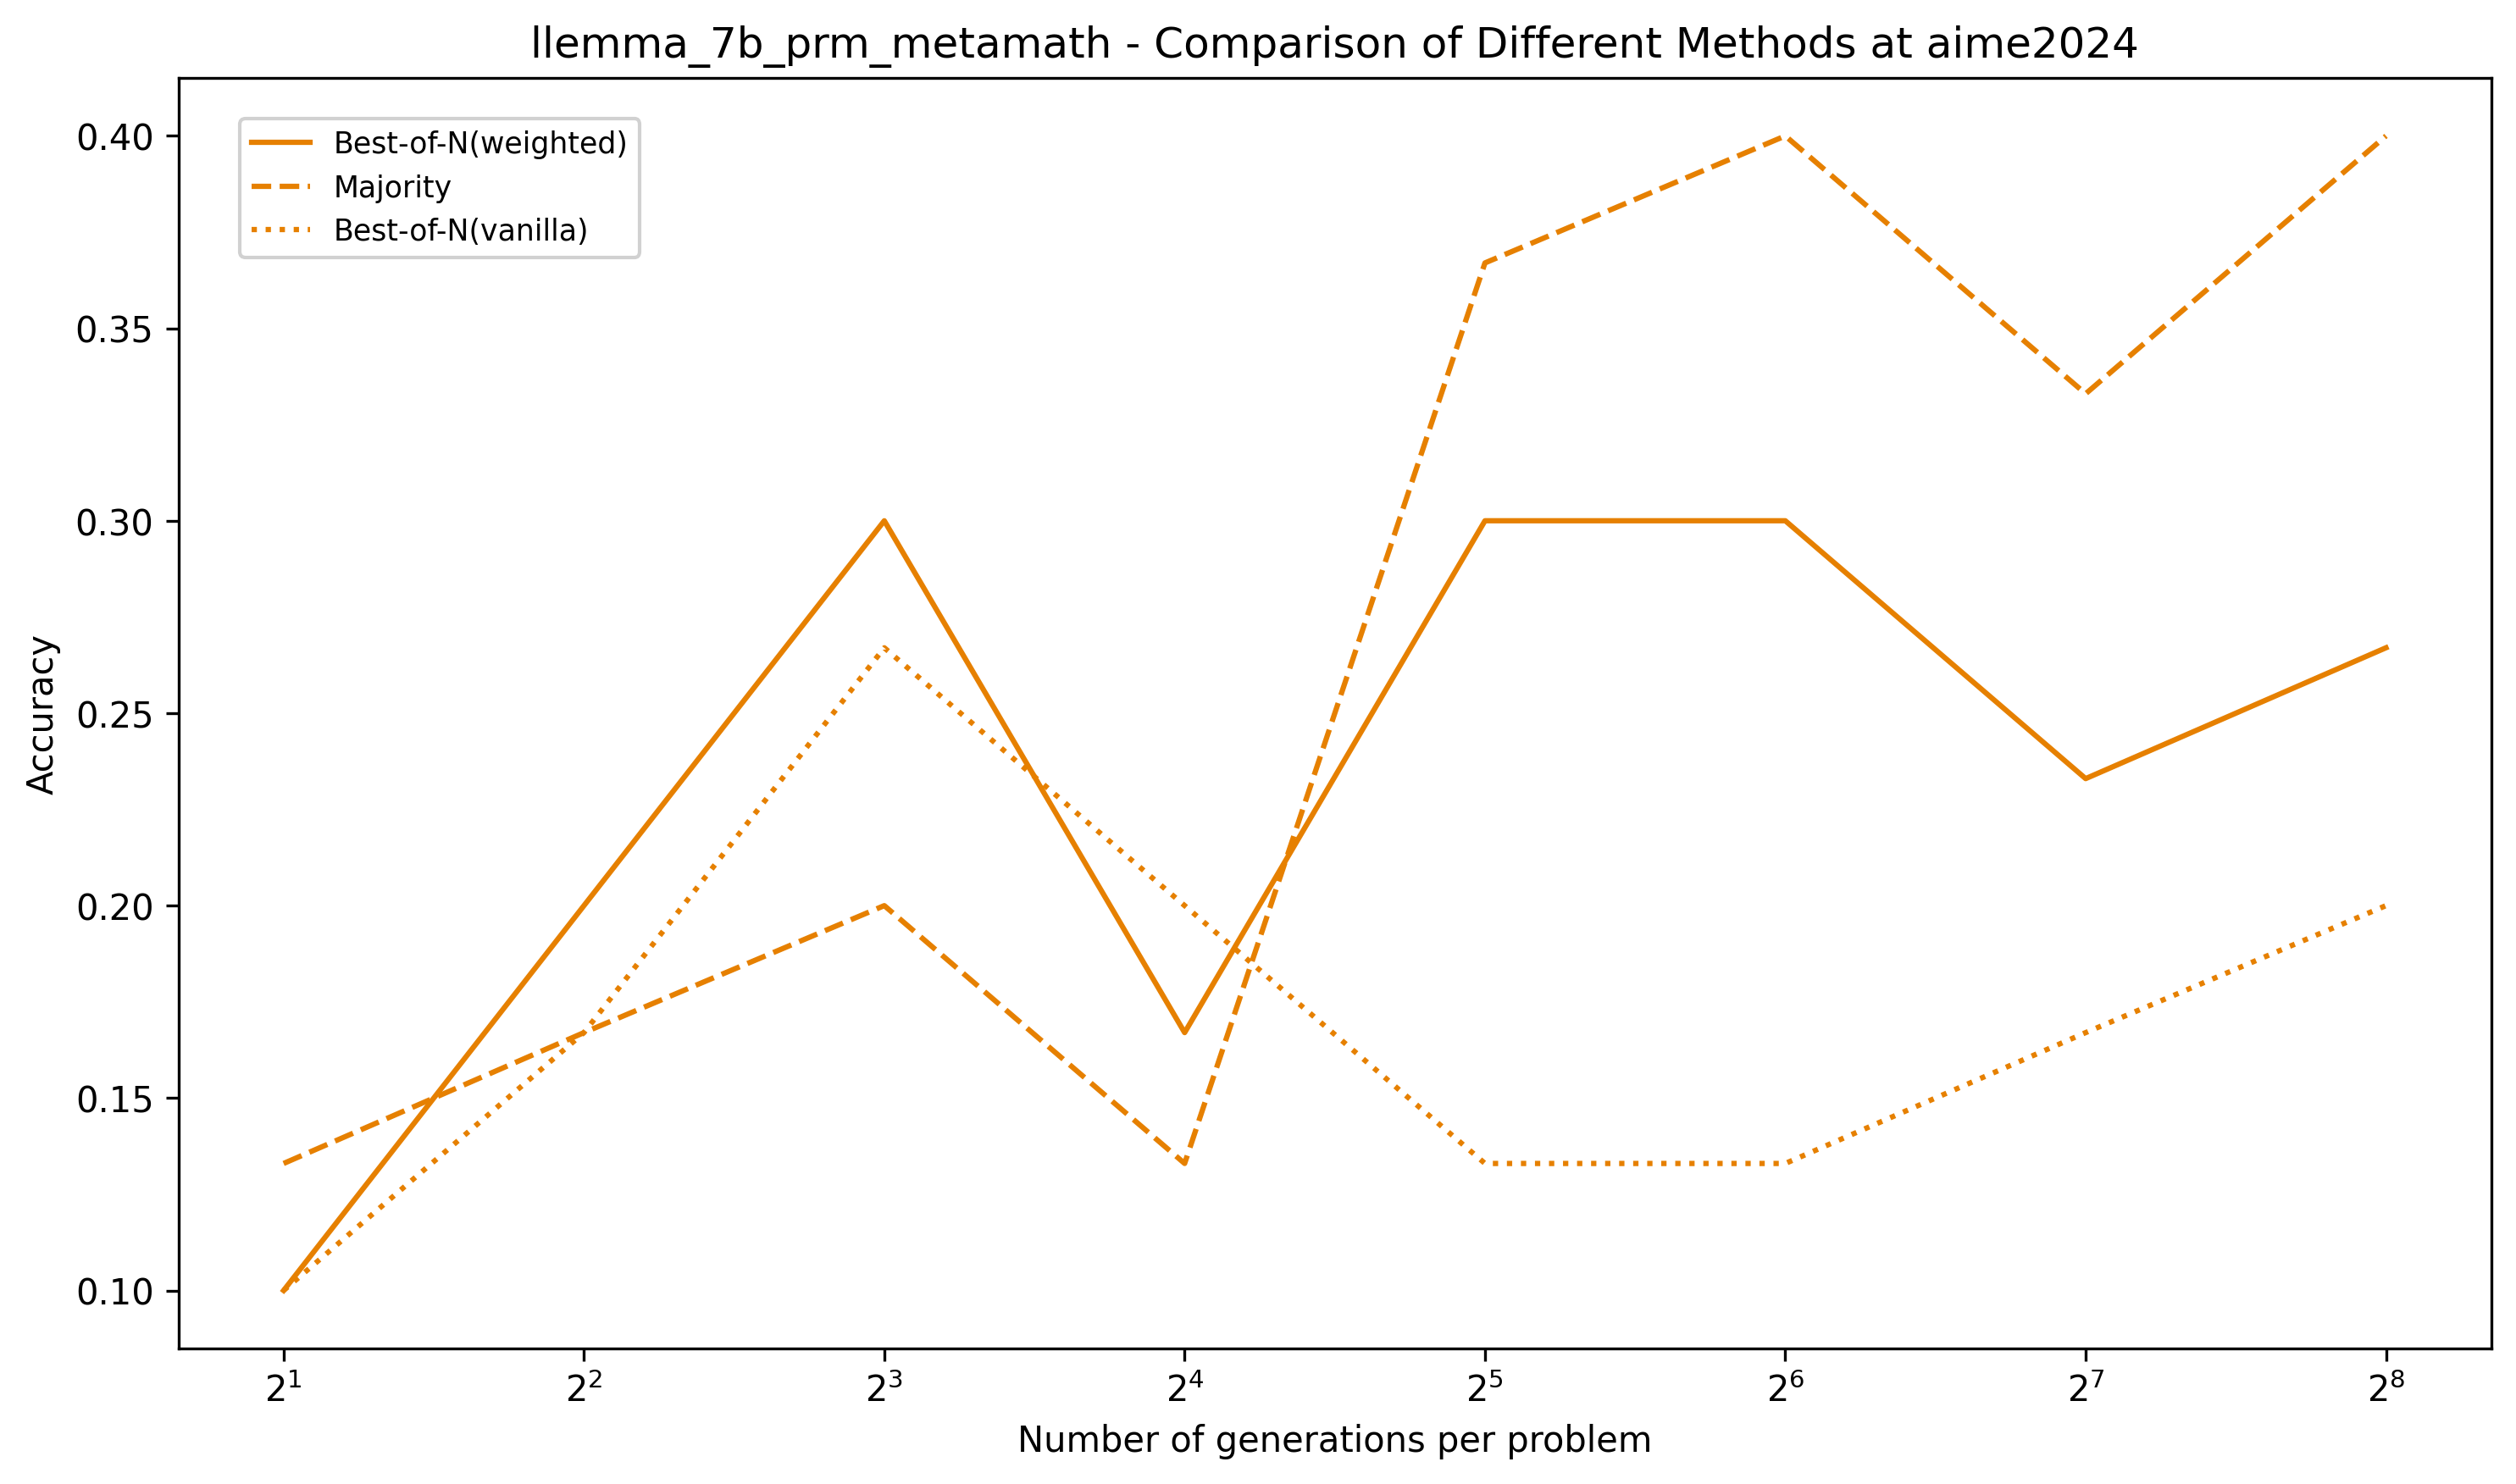 llemma_7b_prm_metamath - Comparison of Different Methods at aime2024
Best-of-N(weighted)
Majority
Best-of-N(vanilla)
Accuracy
0.40
0.35
0.30
0.25
0.20
0.15
0.10
2¹ 2² 2³ 2⁴ 2⁵ 2⁶ 2⁷ 2⁸
Number of generations per problem